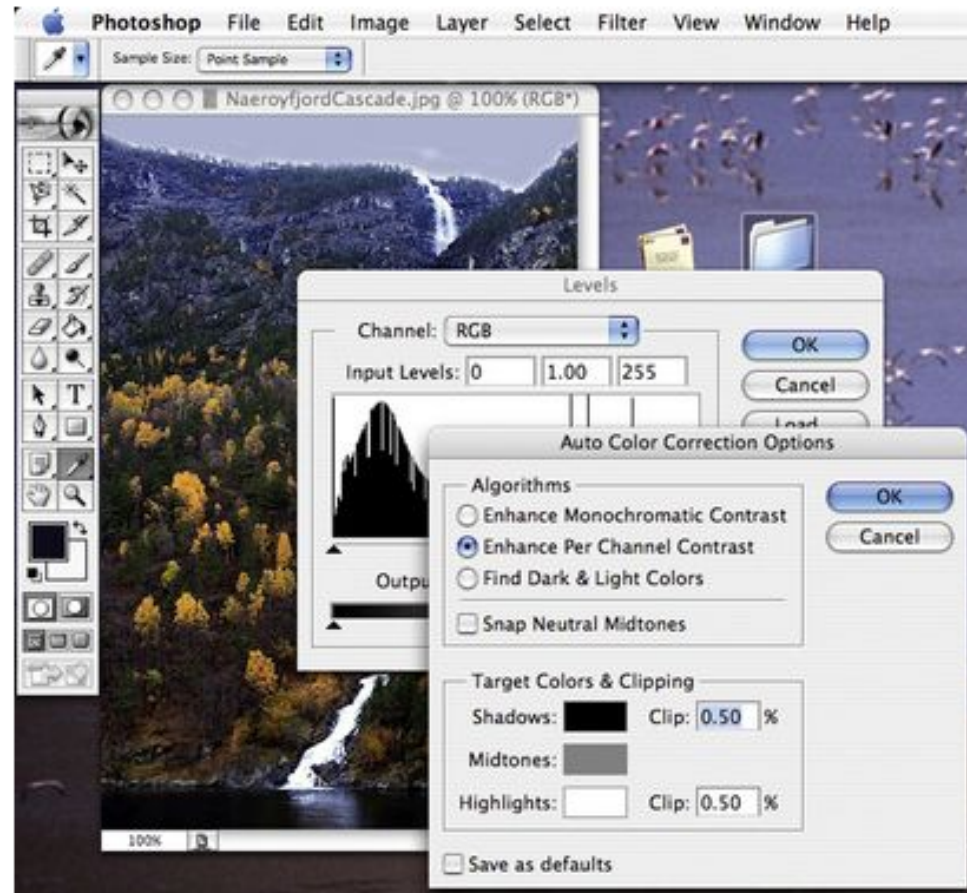 Photoshop File Edit Image Layer Select Filter View Window Help
Sample Size: Point Sample
NaeroyfjordCascade.jpg @ 100% (RGB*)
Levels
Channel: RGB
Input Levels: 0 1.00 255
OK
Cancel
Load
Outpu
Auto Color Correction Options
Algorithms
Enhance Monochromatic Contrast
Enhance Per Channel Contrast
Find Dark & Light Colors
Snap Neutral Midtones
OK
Cancel
Target Colors & Clipping
Shadows: Clip: 0.50 %
Midtones:
Highlights: Clip: 0.50 %
Save as defaults
100%